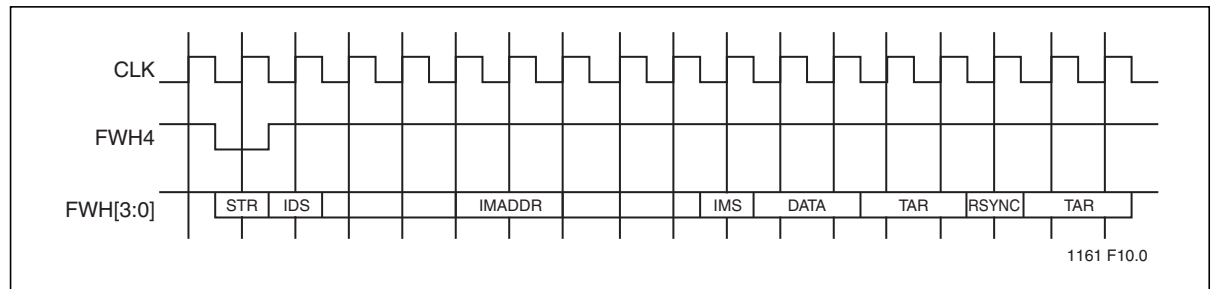 CLK
FWH4
FWH[3:0] STR IDS IMADDR IMS DATA TAR RSYNC TAR
1161 F10.0